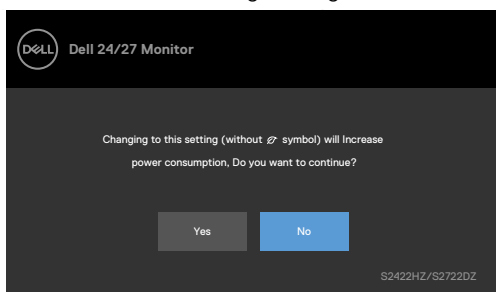 DELL Dell 24/27 Monitor
Changing to this setting (without symbol) will Increase
power consumption, Do you want to continue?
Yes No
S2422HZ/S2722DZ